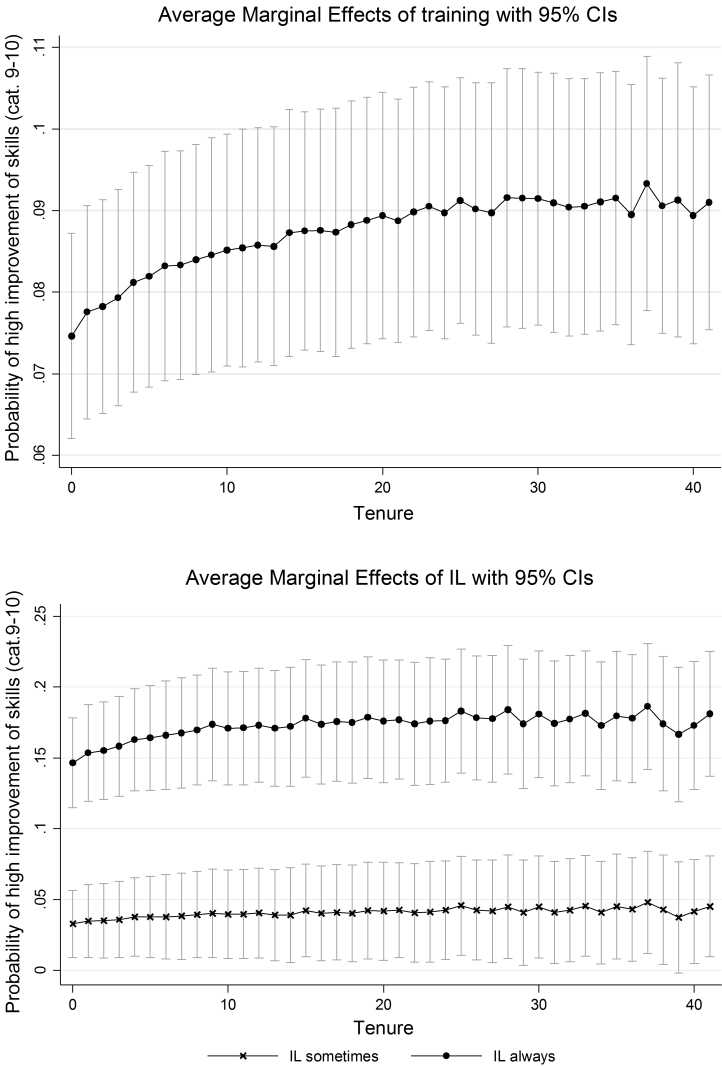 Average Marginal Effects of training with 95% CIs
Probability of high improvement of skills (cat. 9-10)
.11
.1
.09
.08
.07
.06
0 10 20 30 40
Tenure
Average Marginal Effects of IL with 95% CIs
Probability of high improvement of skills (cat.9-10)
.25
.2
.15
.1
.05
0
0 10 20 30 40
Tenure
IL sometimes IL always